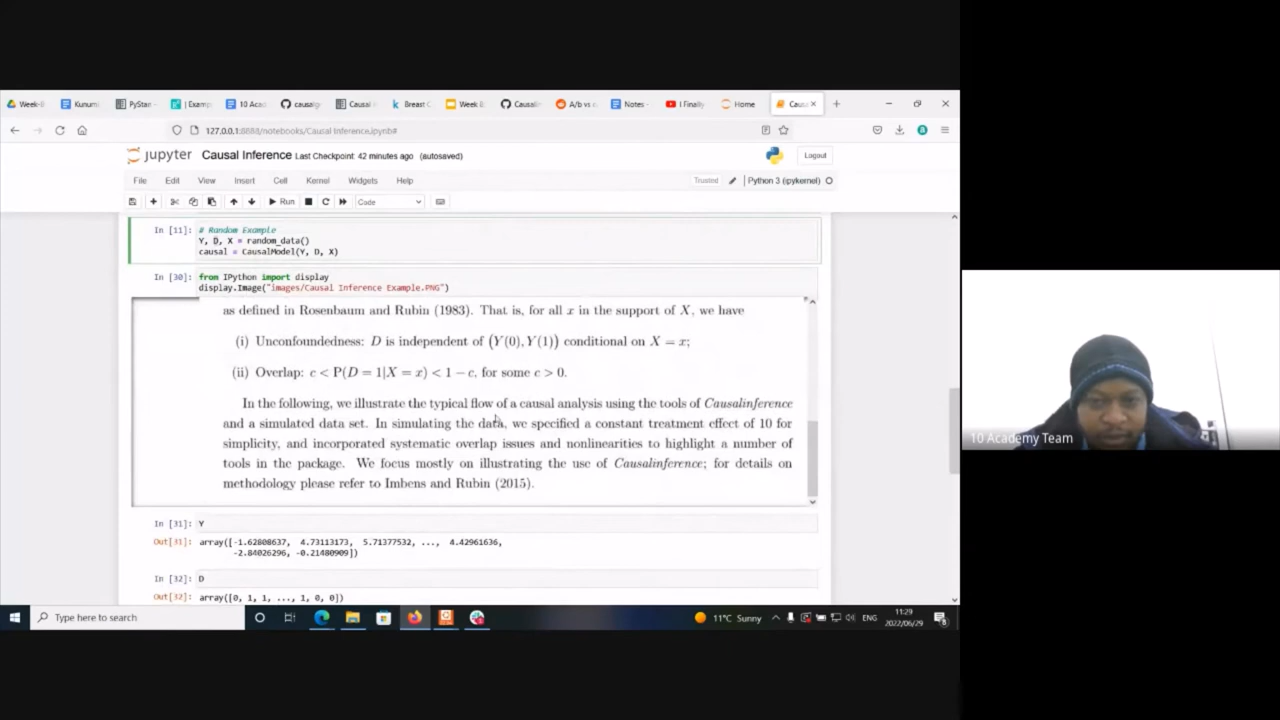 Week-8
Kunumi
PyStan -
| Examp
10 Aca
causalg
Causal I
Breast C
Week 8
Causalin
A/b vs c
Notes -
I Finally
Home
Caus
127.0.0.1:8888/notebooks/Causal Inference.ipynb#
jupyter Causal Inference Last Checkpoint: 42 minutes ago (autosaved)
Logout
File Edit View Insert Cell Kernel Widgets Help
Trusted Python 3 (ipykernel)
Run Code
In [11]: # Random Example
Y, D, X = random_data()
causal = CausalModel(Y, D, X)
In [30]: from IPython import display
display.Image("images/Causal Inference Example.PNG")
as defined in Rosenbaum and Rubin (1983). That is, for all x in the support of X, we have
(i) Unconfoundedness: D is independent of (Y(0), Y(1)) conditional on X = x;
(ii) Overlap: c < P(D = 1|X = x) < 1 − c, for some c > 0.
In the following, we illustrate the typical flow of a causal analysis using the tools of Causalinference
and a simulated data set. In simulating the data, we specified a constant treatment effect of 10 for
simplicity, and incorporated systematic overlap issues and nonlinearities to highlight a number of
tools in the package. We focus mostly on illustrating the use of Causalinference; for details on
methodology please refer to Imbens and Rubin (2015).
In [31]: Y
Out[31]: array([-1.62808637, 4.73113173, 5.71377532, ..., 4.42961636,
-2.84026296, -0.21480909])
In [32]: D
Out[32]: array([0, 1, 1, ..., 1, 0, 0])
Type here to search
11°C Sunny
ENG
11:29
2022/06/29
10 Academy Team